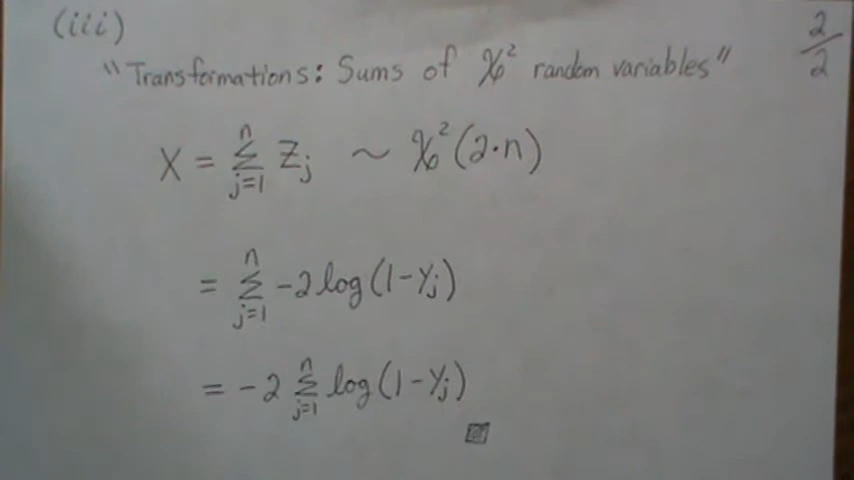 (iii)
2/2
"Transformations: Sums of χ² random variables"
X = Σ_{j=1}^{n} Z_j ~ χ²(2·n)
= Σ_{j=1}^{n} -2 log(1-Y_j)
= -2 Σ_{j=1}^{n} log(1-Y_j)